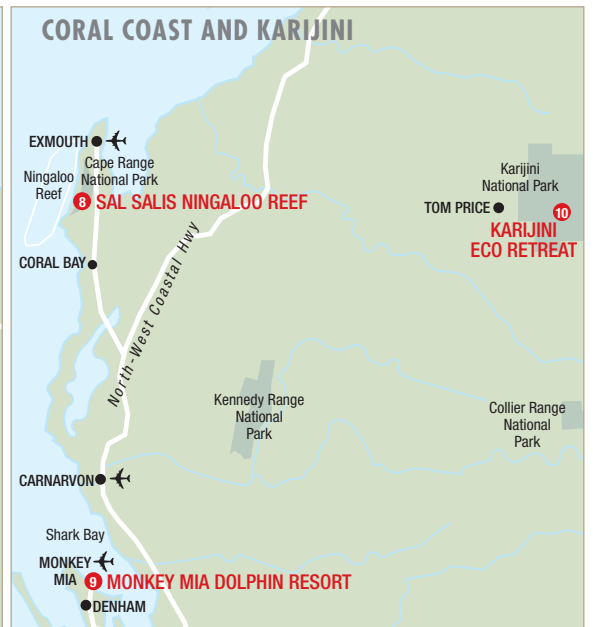 CORAL COAST AND KARIJINI
EXMOUTH
Ningaloo
Reef
Cape Range
National Park
8 SAL SALIS NINGALOO REEF
Karijini
National Park
TOM PRICE
10
KARIJINI
ECO RETREAT
CORAL BAY
North-West Coastal Hwy
Kennedy Range
National
Park
Collier Range
National
Park
CARNARVON
Shark Bay
MONKEY
MIA
9 MONKEY MIA DOLPHIN RESORT
DENHAM